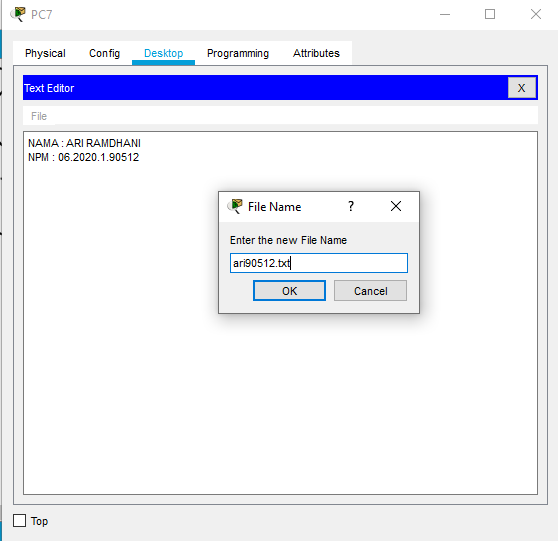 PC7
Physical Config Desktop Programming Attributes
Text Editor X
File
NAMA : ARI RAMDHANI
NPM : 06.2020.1.90512
File Name ?
Enter the new File Name
ari90512.txt
OK Cancel
Top